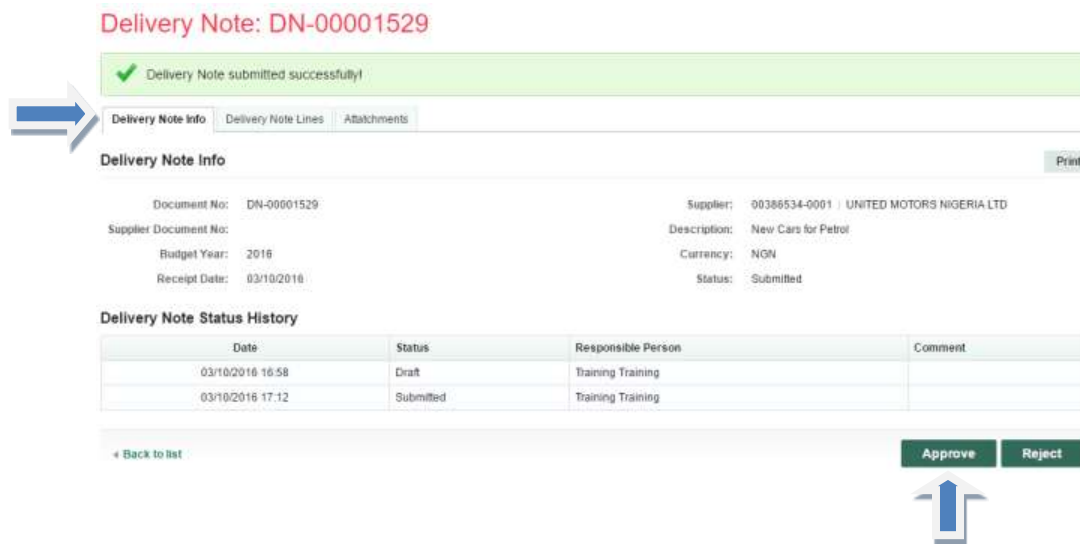 Delivery Note: DN-00001529
Delivery Note submitted successfully!
Delivery Note Info Delivery Note Lines Attatchments
Delivery Note Info Print
Document No: DN-00001529 Supplier: 00386534-0001 | UNITED MOTORS NIGERIA LTD
Supplier Document No: Description: New Cars for Petrol
Budget Year: 2016 Currency: NGN
Receipt Date: 03/10/2016 Status: Submitted
Delivery Note Status History
Date Status Responsible Person Comment
03/10/2016 16:58 Draft Training Training
03/10/2016 17:12 Submitted Training Training
Back to list Approve Reject